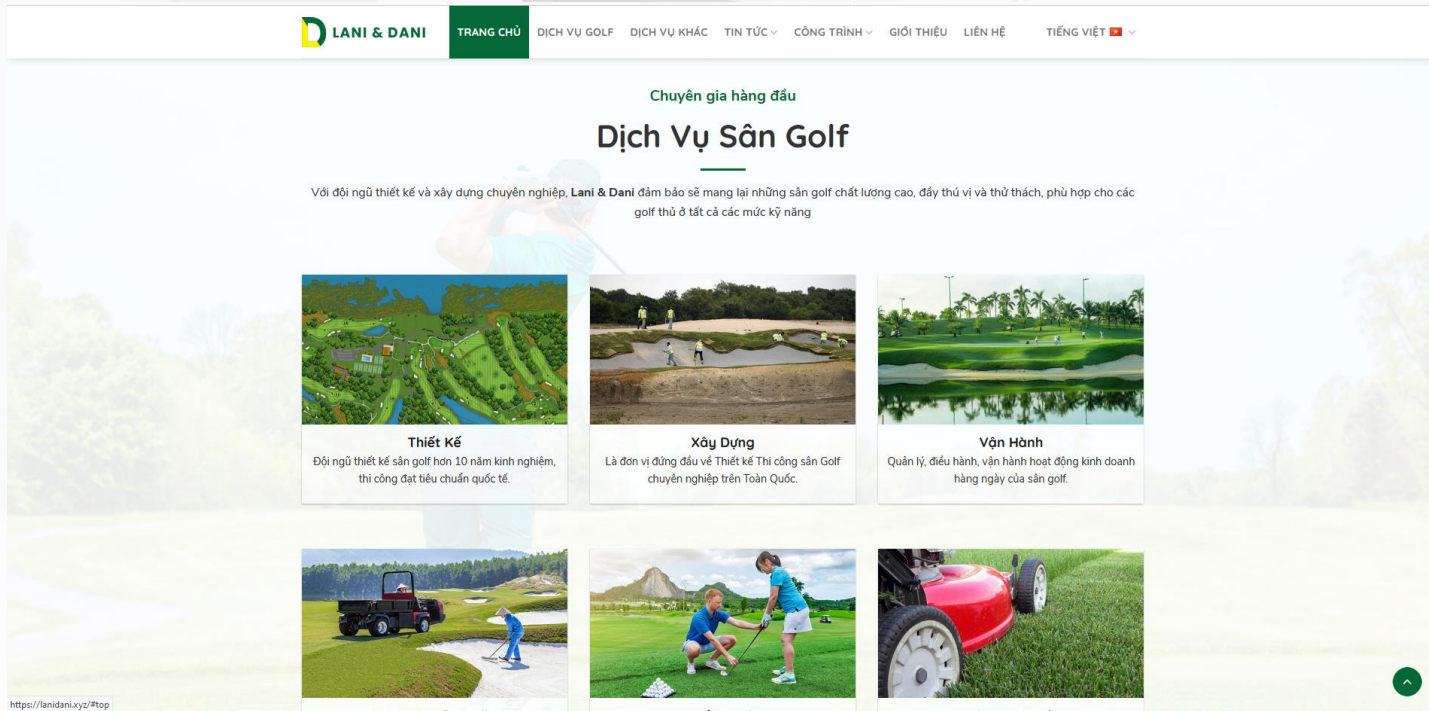 LANI & DANI
TRANG CHỦ
DỊCH VỤ GOLF
DỊCH VỤ KHÁC
TIN TỨC
CÔNG TRÌNH
GIỚI THIỆU
LIÊN HỆ
TIẾNG VIỆT
Chuyên gia hàng đầu
Dịch Vụ Sân Golf
Với đội ngũ thiết kế và xây dựng chuyên nghiệp, Lani & Dani đảm bảo sẽ mang lại những sân golf chất lượng cao, đầy thú vị và thử thách, phù hợp cho các
golf thủ ở tất cả các mức kỹ năng
Thiết Kế
Đội ngũ thiết kế sân golf hơn 10 năm kinh nghiệm,
thi công đạt tiêu chuẩn quốc tế.
Xây Dựng
Là đơn vị đứng đầu về Thiết kế Thi công sân Golf
chuyên nghiệp trên Toàn Quốc.
Vận Hành
Quản lý, điều hành, vận hành hoạt động kinh doanh
hàng ngày của sân golf.
https://lanidani.xyz/#top